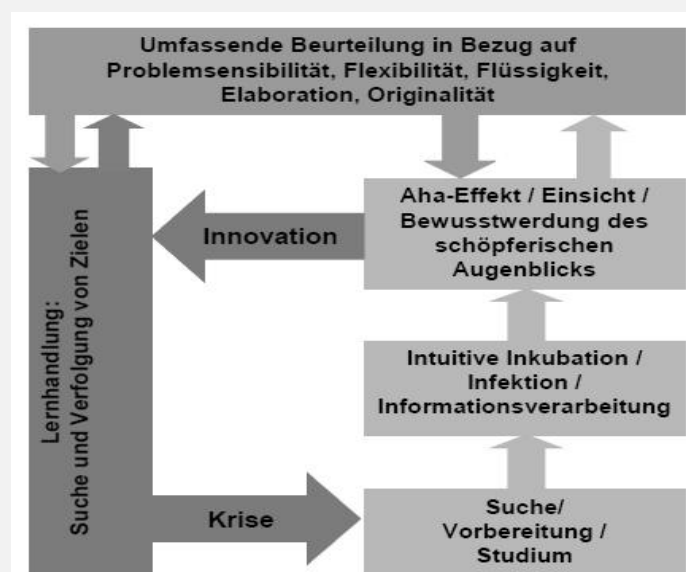 Umfassende Beurteilung in Bezug auf
Problemsensibilität, Flexibilität, Flüssigkeit,
Elaboration, Originalität
Lernhandlung:
Suche und Verfolgung von Zielen
Innovation
Aha-Effekt / Einsicht /
Bewusstwerdung des
schöpferischen
Augenblicks
Intuitive Inkubation /
Infektion /
Informationsverarbeitung
Krise
Suche/
Vorbereitung /
Studium